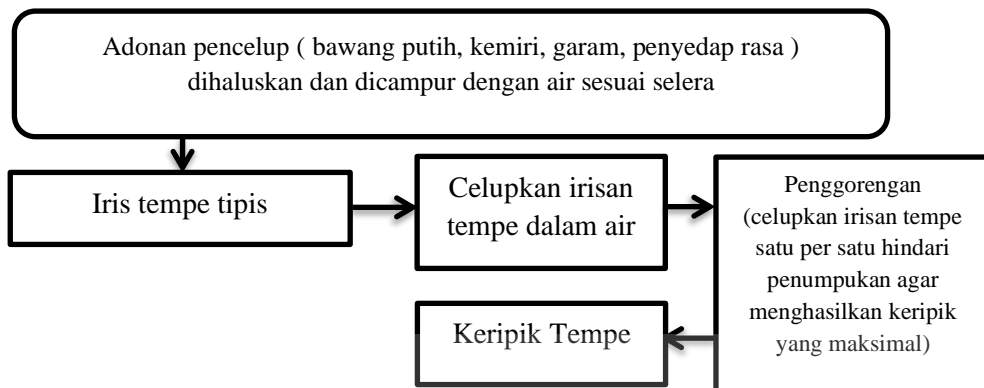 Adonan pencelup ( bawang putih, kemiri, garam, penyedap rasa )
dihaluskan dan dicampur dengan air sesuai selera
Iris tempe tipis
Celupkan irisan
tempe dalam air
Penggorengan
(celupkan irisan tempe
satu per satu hindari
penumpukan agar
menghasilkan keripik
yang maksimal)
Keripik Tempe